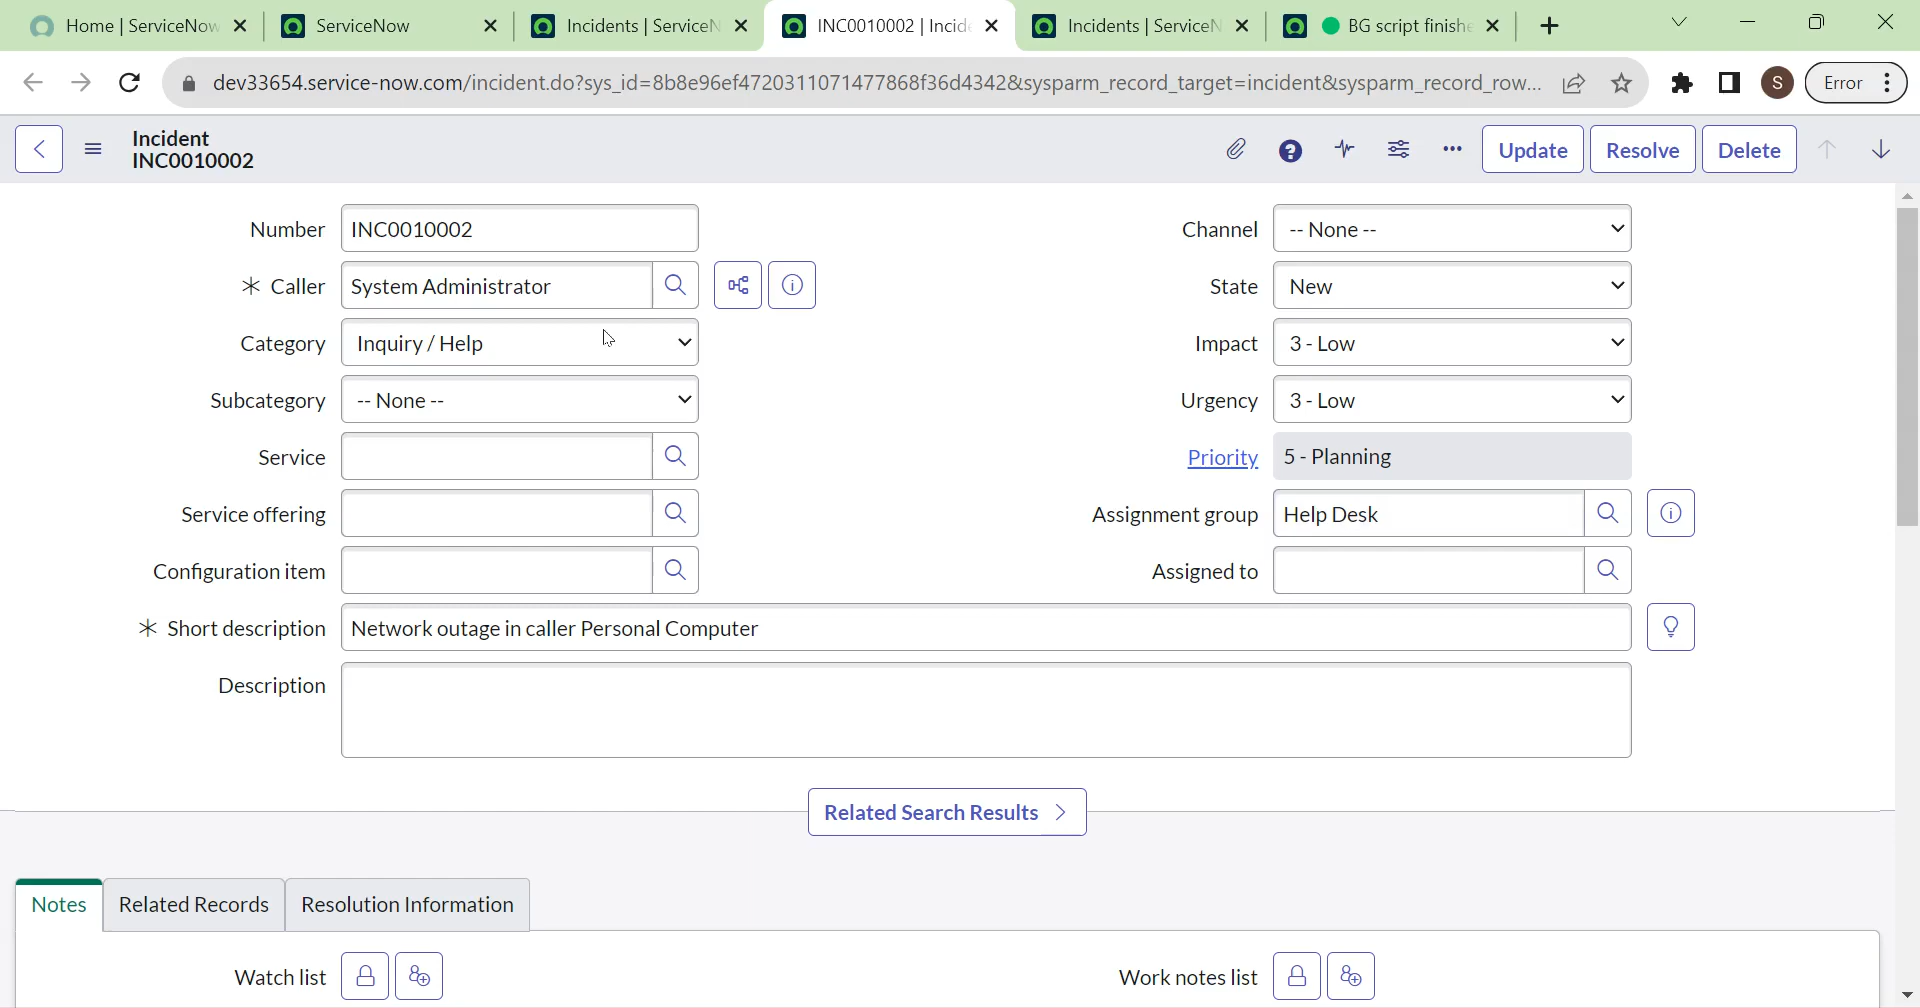 Home | ServiceNow
ServiceNow
Incidents | ServiceN
INC0010002 | Incid
Incidents | ServiceN
BG script finishe
dev33654.service-now.com/incident.do?sys_id=8b8e96ef4720311071477868f36d4342&sysparm_record_target=incident&sysparm_record_row...
S
Error
Incident
INC0010002
Update
Resolve
Delete
Number
INC0010002
Channel
-- None --
Caller
System Administrator
State
New
Category
Inquiry / Help
Impact
3 - Low
Subcategory
-- None --
Urgency
3 - Low
Service
Priority
5 - Planning
Service offering
Assignment group
Help Desk
Configuration item
Assigned to
Short description
Network outage in caller Personal Computer
Description
Related Search Results
Notes
Related Records
Resolution Information
Watch list
Work notes list